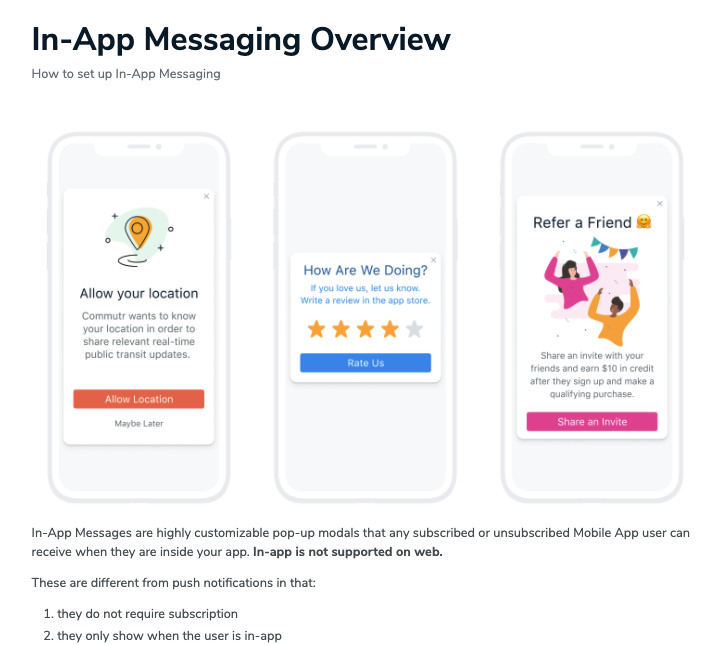 In-App Messaging Overview
How to set up In-App Messaging
Allow your location
Commutr wants to know
your location in order to
share relevant real-time
public transit updates.
Allow Location
Maybe Later
How Are We Doing?
If you love us, let us know.
Write a review in the app store.
Rate Us
Refer a Friend 🤗
Share an invite with your
friends and earn $10 in credit
after they sign up and make a
qualifying purchase.
Share an Invite
In-App Messages are highly customizable pop-up modals that any subscribed or unsubscribed Mobile App user can
receive when they are inside your app. In-app is not supported on web.
These are different from push notifications in that:
1. they do not require subscription
2. they only show when the user is in-app